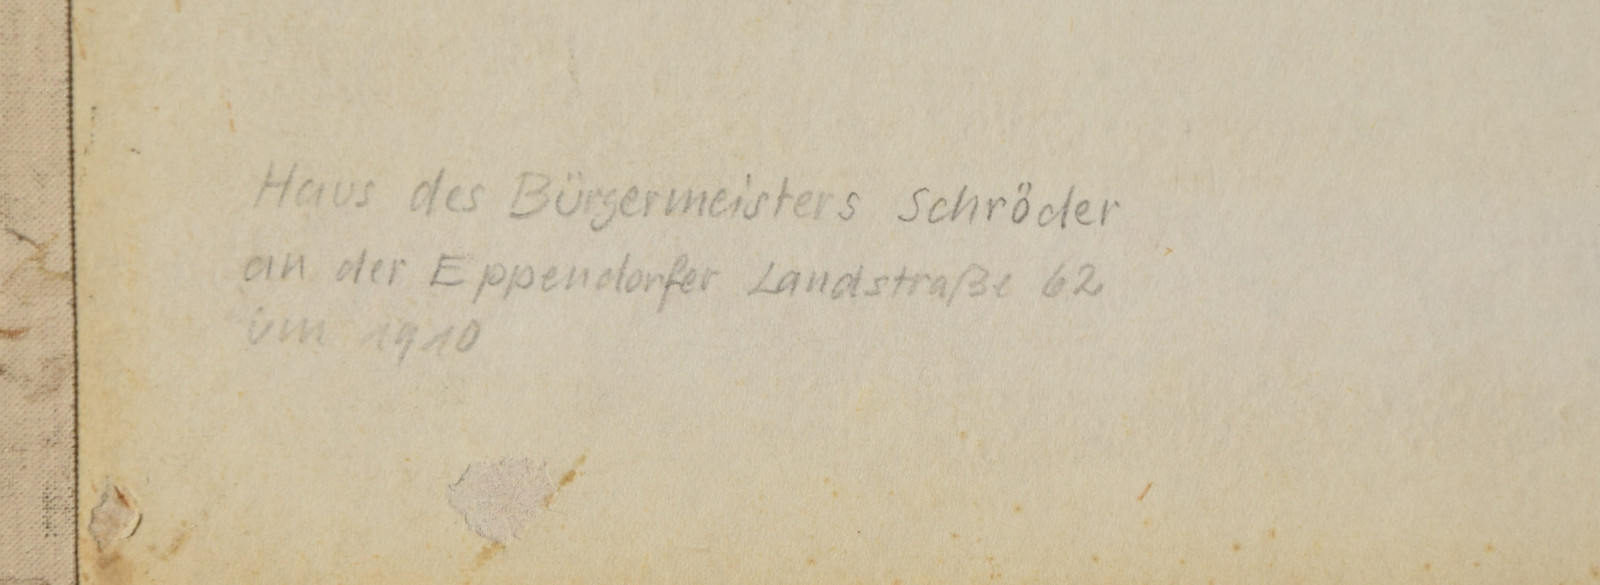 Haus des Bürgermeisters Schröder
an der Eppendorfer Landstraße 62
um 1910